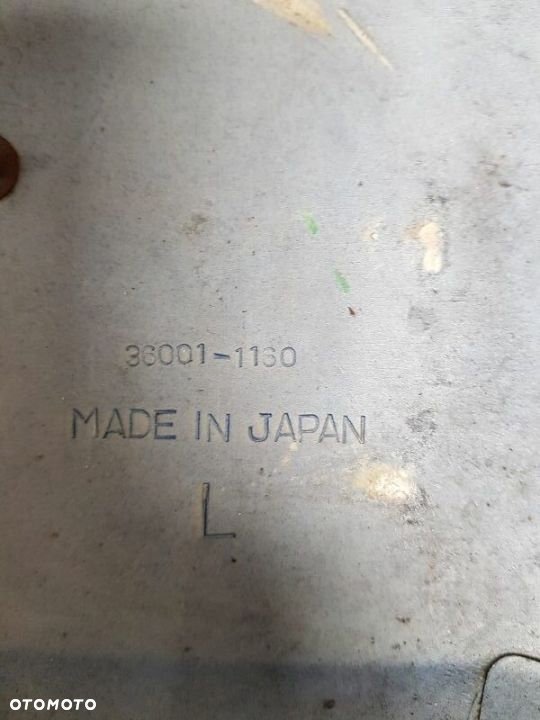 36001-1160
MADE IN JAPAN
L
OTOMOTO